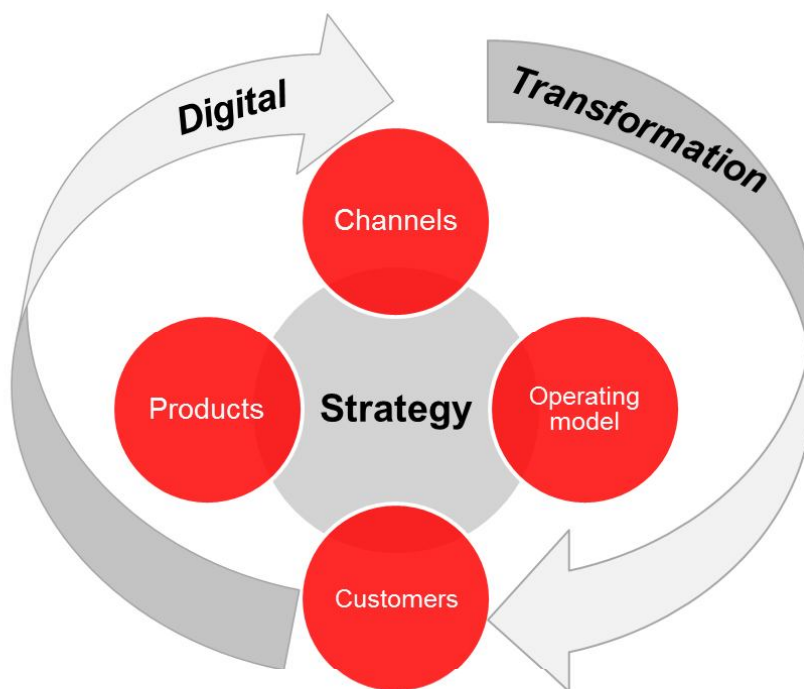 Digital
Transformation
Channels
Products
Strategy
Operating
model
Customers